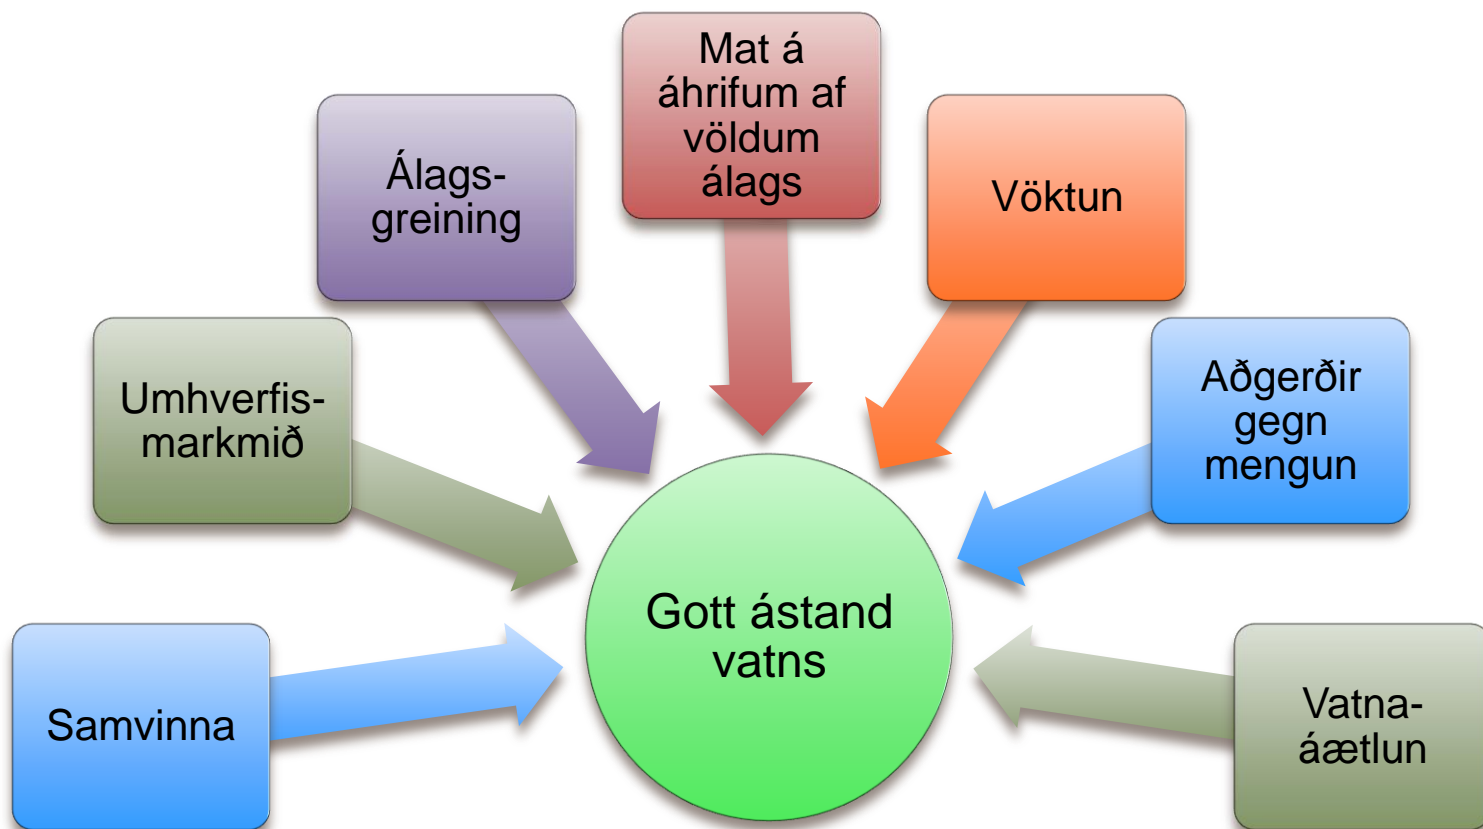 Mat á
áhrifum af
völdum
álags
Álags-
greining
Vöktun
Umhverfis-
markmið
Aðgerðir
gegn
mengun
Gott ástand
vatns
Samvinna
Vatna-
áætlun